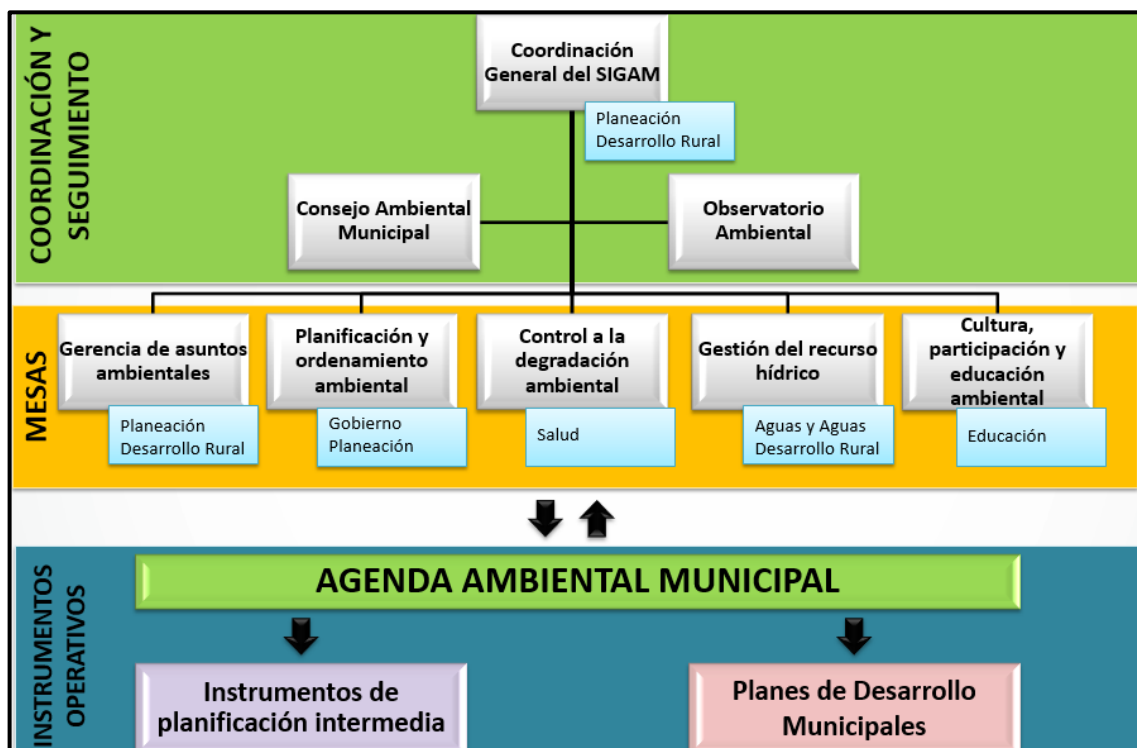 COORDINACIÓN Y
SEGUIMIENTO
Coordinación
General del SIGAM
Planeación
Desarrollo Rural
Consejo Ambiental
Municipal
Observatorio
Ambiental
MESAS
Gerencia de asuntos
ambientales
Planeación
Desarrollo Rural
Planificación y
ordenamiento
ambiental
Gobierno
Planeación
Control a la
degradación
ambiental
Salud
Gestión del recurso
hídrico
Aguas y Aguas
Desarrollo Rural
Cultura,
participación y
educación
ambiental
Educación
INSTRUMENTOS
OPERATIVOS
AGENDA AMBIENTAL MUNICIPAL
Instrumentos de
planificación intermedia
Planes de Desarrollo
Municipales